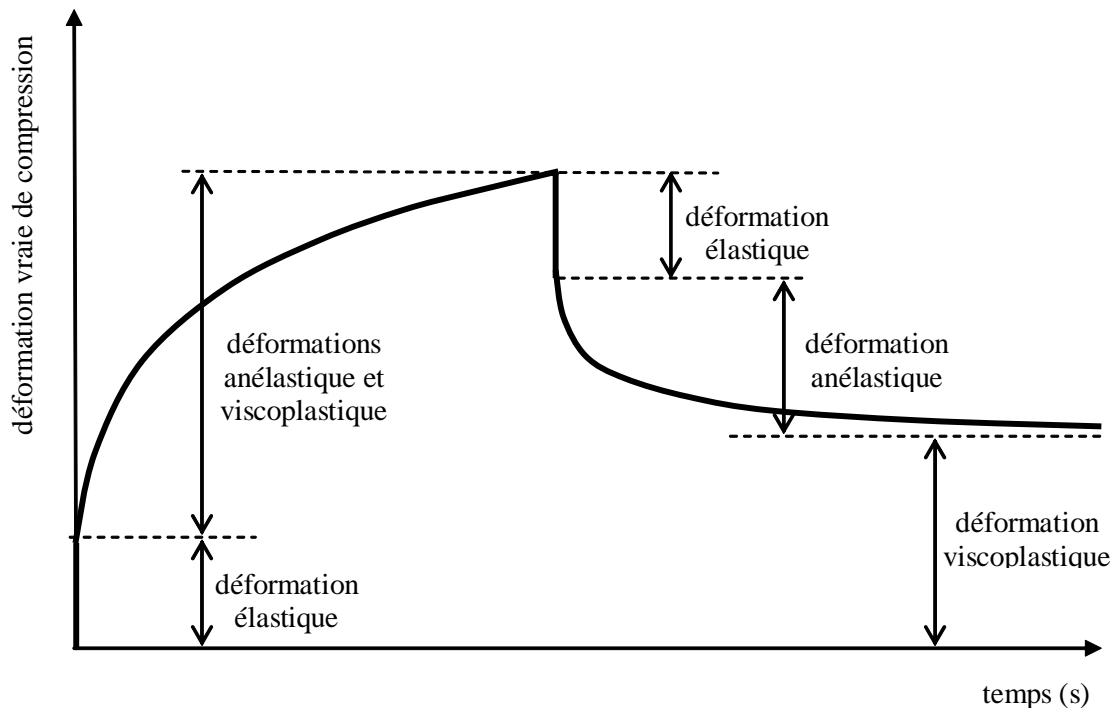 déformation vraie de compression
déformation
élastique
déformations
anélastique et
viscoplastique
déformation
anélastique
déformation
viscoplastique
déformation
élastique
temps (s)